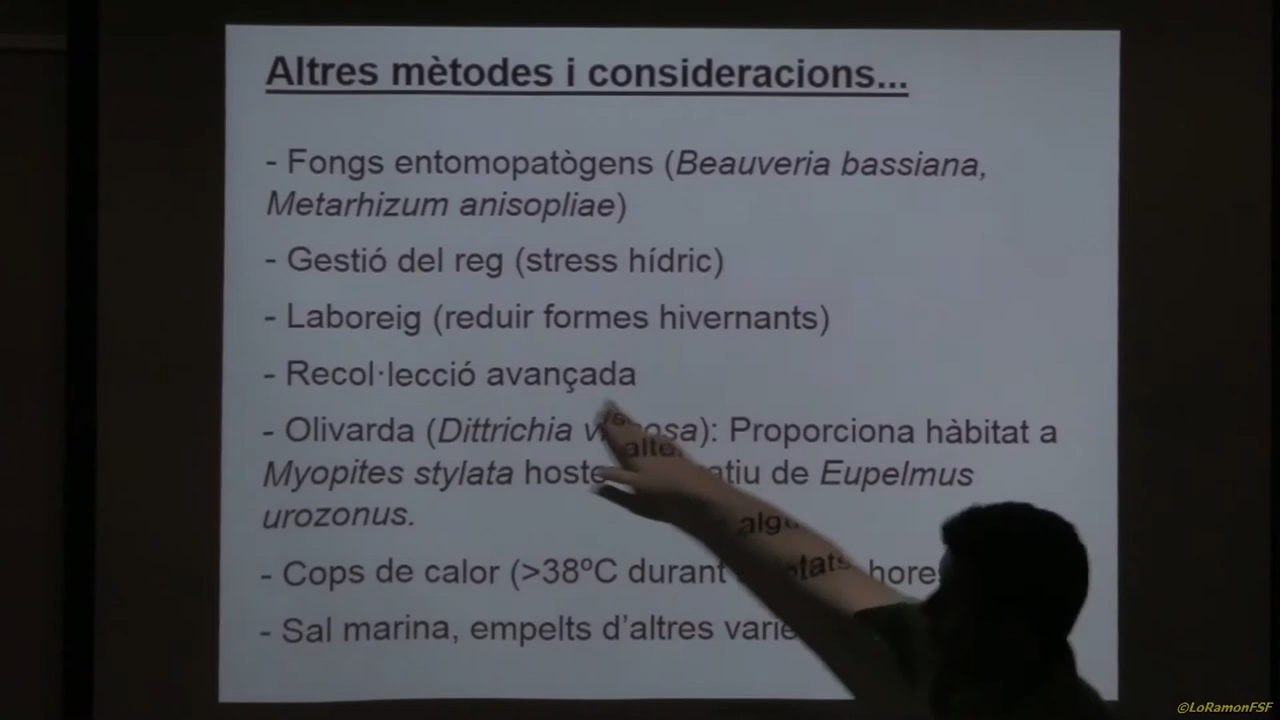 Altres mètodes i consideracions...
- Fongs entomopatògens (Beauveria bassiana,
Metarhizum anisopliae)
- Gestió del reg (stress hídric)
- Laboreig (reduir formes hivernants)
- Recol·lecció avançada
- Olivarda (Dittrichia): Proporciona hàbitat a
Myopites stylata de Eupelmus
urozonus.
- Cops de calor (>38ºC durant
- Sal marina, empelts d'altres
©LoRamonFSF